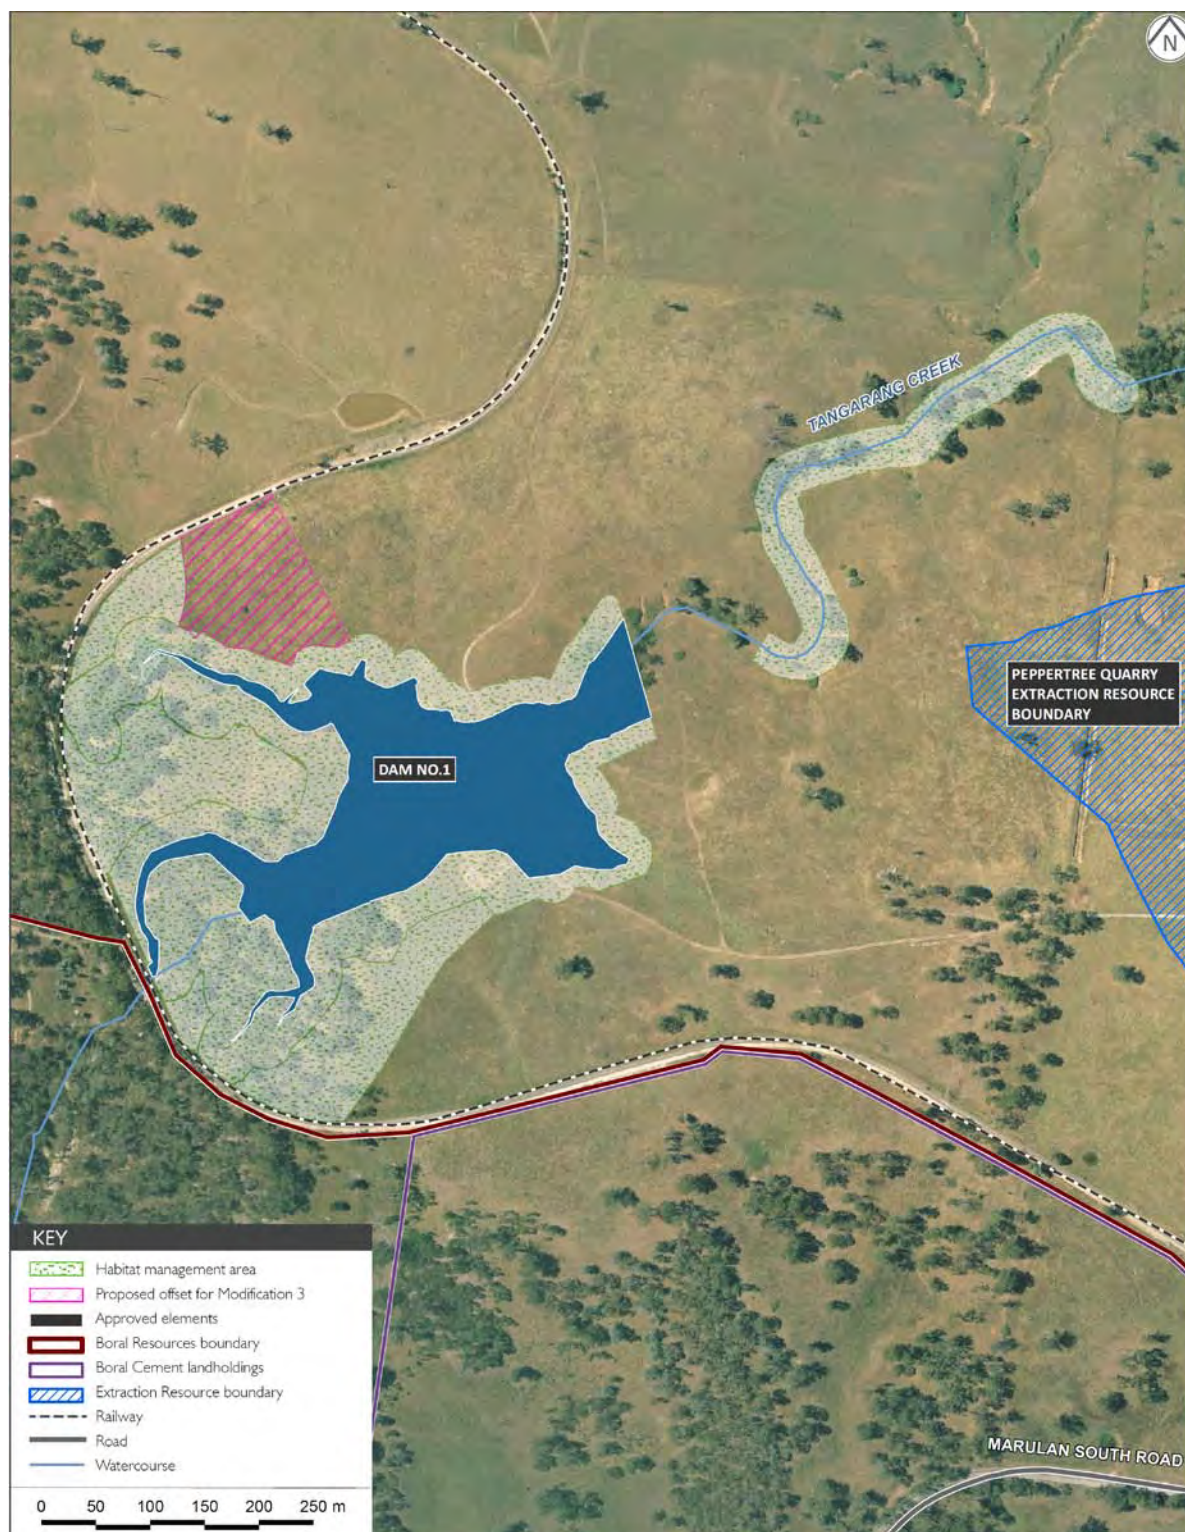 N
TANGARANG CREEK
PEPPERTREE QUARRY
EXTRACTION RESOURCE
BOUNDARY
DAM NO.1
KEY
Habitat management area
Proposed offset for Modification 3
Approved elements
Boral Resources boundary
Boral Cement landholdings
Extraction Resource boundary
Railway
Road
Watercourse
0 50 100 150 200 250 m
MARULAN SOUTH ROAD